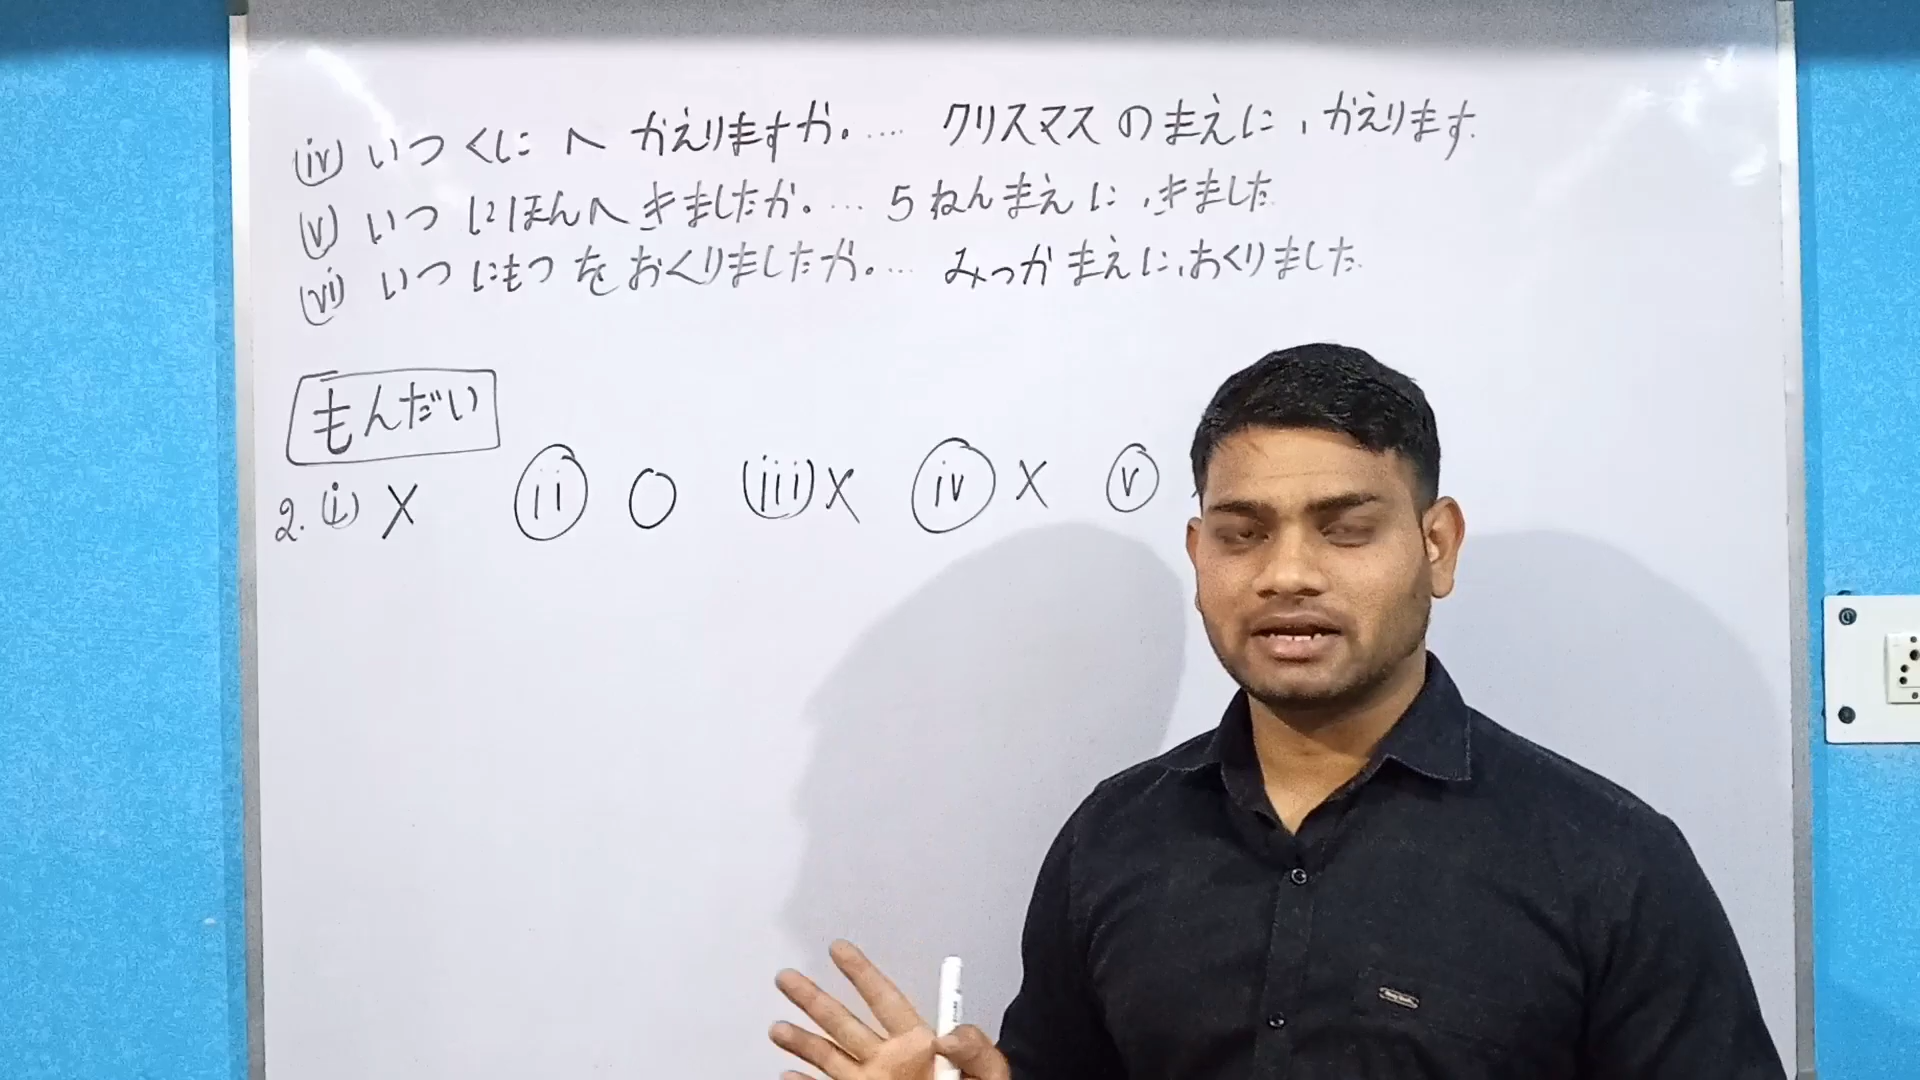 (iv) いつ くに へ かえりますか。.... クリスマス の まえに、かえります.
(v) いつ にほんへ きましたか。... 5 ねんまえ に、きました
(vi) いつ にもつ を おくりましたか。... みっか まえに、おくりました.
もんだい
2. (i) X (ii) O (iii) X (iv) X (v)